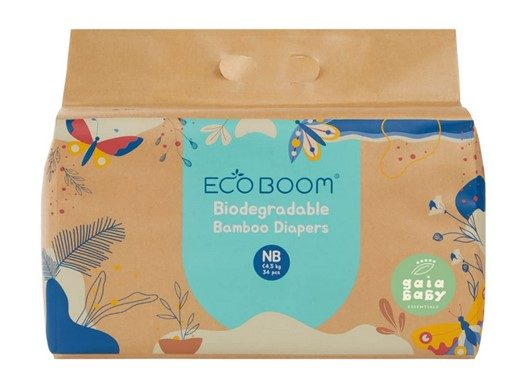 ECO BOOM®
Biodegradable
Bamboo Diapers
NB
€4,5 kg
34 pcs
gaia
baby
ESSENTIALS